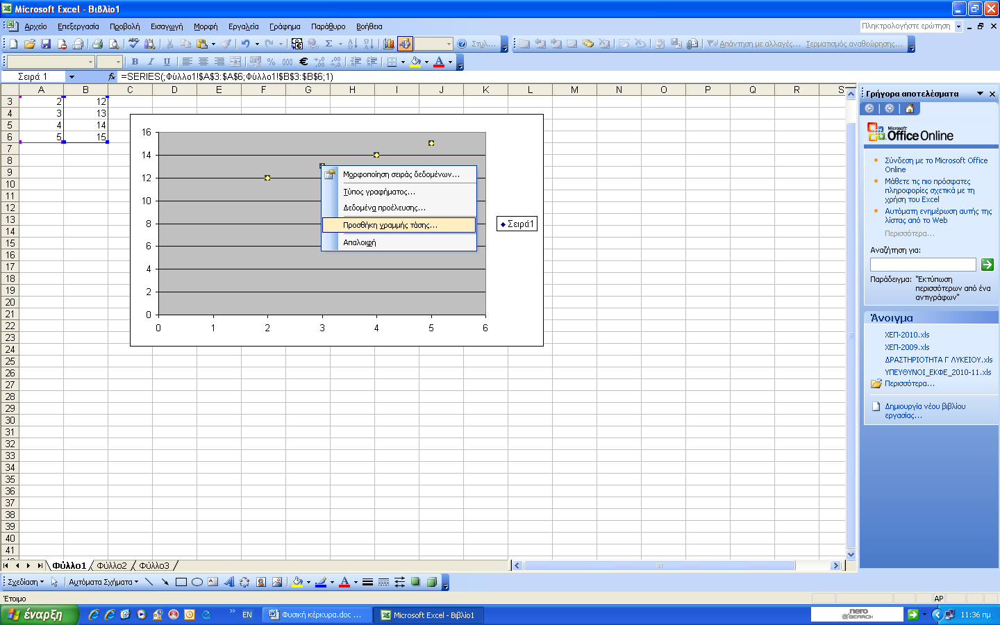 Microsoft Excel - Βιβλίο1
Αρχείο Επεξεργασία Προβολή Εισαγωγή Μορφή Εργαλεία Γράφημα Παράθυρο Βοήθεια Πληκτρολογήστε ερώτηση
Στυλ... Απάντηση με αλλαγές... Τερματισμός αναθεώρησης...
B I U % 000 €
Σειρά 1 fx =SERIES(;Φύλλο1!$A$3:$A$6;Φύλλο1!$B$3:$B$6;1)
A B C D E F G H I J K L M N O P Q R S
3 2 12
4 3 13
5 4 14
6 5 15
7
8
9
10
11
12
13
14
15
16
17
18
19
20
21
22
23
24
25
26
27
28
29
30
31
32
33
34
35
36
37
38
39
40
41
16
14
12
10
8
6
4
2
0
0 1 2 3 4 5 6
Σειρά1
Μορφοποίηση σειράς δεδομένων...
Τύπος γραφήματος...
Δεδομένα προέλευσης...
Προσθήκη γραμμής τάσης...
Απαλοιφή
Γρήγορα αποτελέσματα
Microsoft
Office Online
Σύνδεση με το Microsoft Office
Online
Μάθετε τις πιο πρόσφατες
πληροφορίες σχετικά με τη
χρήση του Excel
Αυτόματη ενημέρωση αυτής της
λίστας από το Web
Περισσότερα...
Αναζήτηση για:
Παράδειγμα: "Εκτύπωση
περισσότερων από ένα
αντιγράφων"
Άνοιγμα
ΧΕΠ-2010.xls
ΧΕΠ-2009.xls
ΔΡΑΣΤΗΡΙΟΤΗΤΑ Γ ΛΥΚΕΙΟΥ.xls
ΥΠΕΥΘΥΝΟΙ_ΕΚΦΕ_2010-11.xls
Περισσότερα...
Δημιουργία νέου βιβλίου
εργασίας...
Φύλλο1 Φύλλο2 Φύλλο3
Σχεδίαση Αυτόματα Σχήματα
Έτοιμο AP
έναρξη EN Φυσική κέρκυρα.doc ... Microsoft Excel - Βιβλίο1 nero SEARCH 11:36 πμ